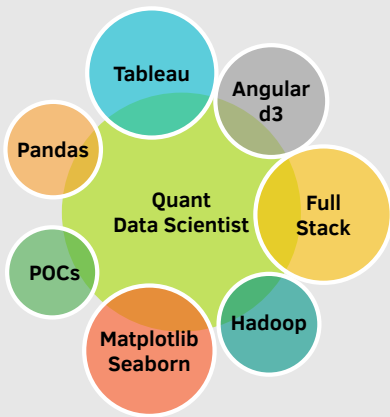 Tableau
Angular
d3
Pandas
Quant
Data Scientist
Full
Stack
POCs
Hadoop
Matplotlib
Seaborn